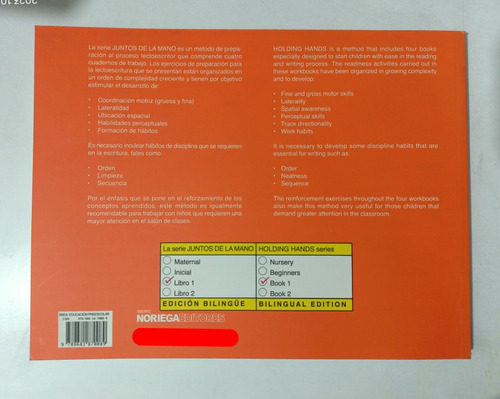 La serie JUNTOS DE LA MANO es un método de prepa-
ración al proceso lectoescritor que comprende cuatro
cuadernos de trabajo. Los ejercicios de preparación para
la lectoescritura que se presentan están organizados en
un orden de complejidad creciente y tienen por objetivo
estimular el desarrollo de:
• Coordinación motriz (gruesa y fina)
• Lateralidad
• Ubicación espacial
• Habilidades perceptuales
• Formación de hábitos
Es necesario inculcar hábitos de disciplina que se requieren
en la escritura, tales como:
• Orden
• Limpieza
• Secuencia
Por el énfasis que se pone en el reforzamiento de los
conceptos aprendidos, este método es igualmente
recomendable para trabajar con niños que requieren una
mayor atención en el salón de clases.
HOLDING HANDS is a method that includes four books
especially designed to start children with ease in the reading
and writing process. The readiness activities carried out in
these workbooks have been organized in growing complexity
and to develop:
• Fine and gross motor skills
• Laterality
• Spatial awareness
• Perceptual skills
• Trace directionality
• Work habits
It is necessary to develop some discipline habits that are
essential for writing such as:
• Order
• Neatness
• Sequence
The reinforcement exercises throughout the four workbooks
also make this method very useful for those children that
demand greater attention in the classroom.
La serie JUNTOS DE LA MANO
Maternal
Inicial
Libro 1
Libro 2
EDICIÓN BILINGÜE
HOLDING HANDS series
Nursery
Beginners
Book 1
Book 2
BILINGUAL EDITION
GRUPO
NORIEGA EDITORES
ÁREA: EDUCACIÓN PREESCOLAR